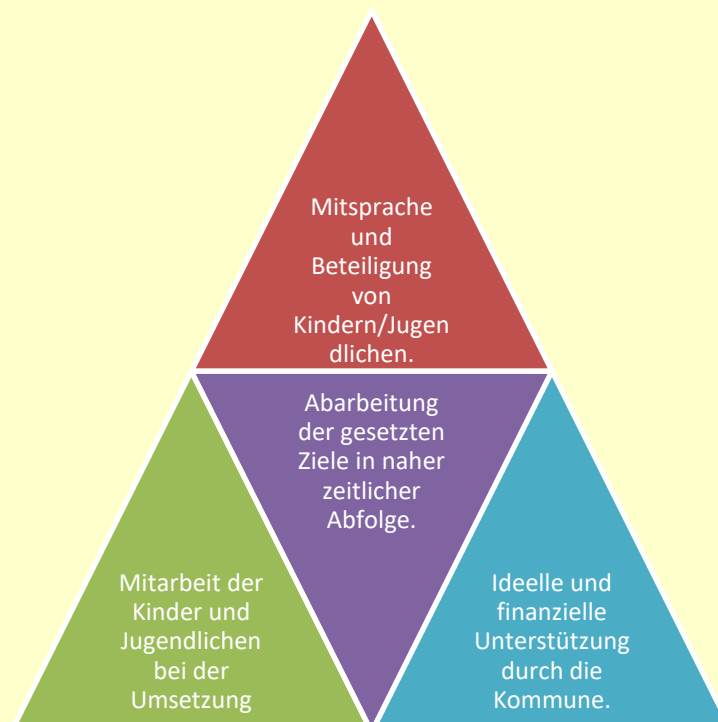 Mitsprache
und
Beteiligung
von
Kindern/Jugen
dlichen.
Abarbeitung
der gesetzten
Ziele in naher
zeitlicher
Abfolge.
Mitarbeit der
Kinder und
Jugendlichen
bei der
Umsetzung
Ideelle und
finanzielle
Unterstützung
durch die
Kommune.